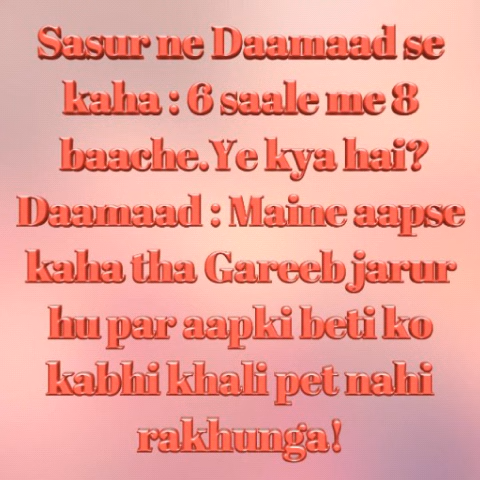 Sasur ne Daamaad se
kaha : 6 saale me 8
baache.Ye kya hai?
Daamaad : Maine aapse
kaha tha Gareeb jarur
hu par aapki beti ko
kabhi khali pet nahi
rakhunga!